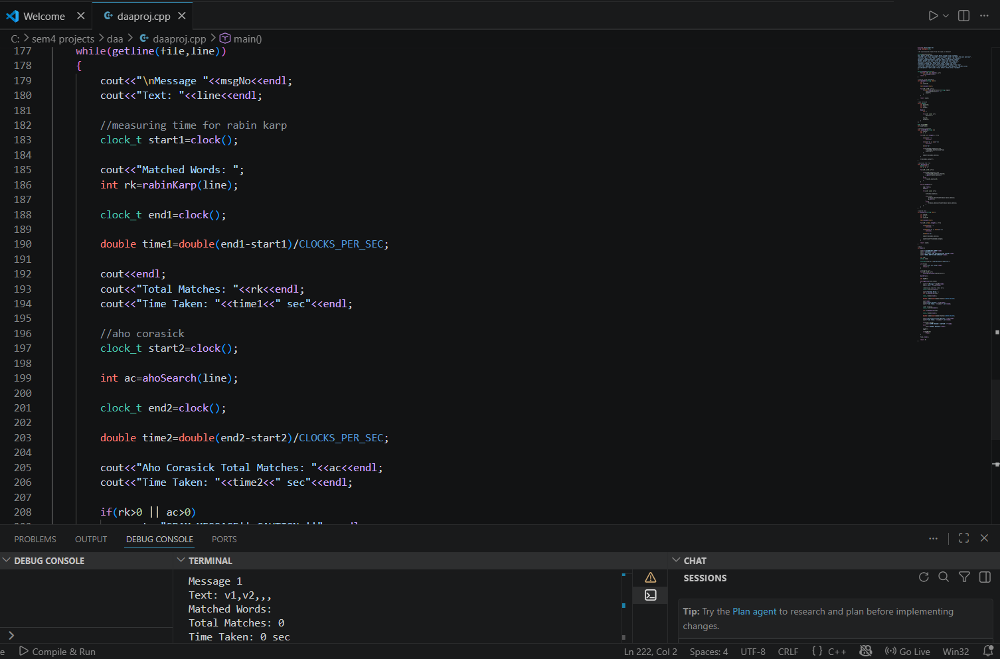 Welcome
daaproj.cpp
C: > sem4 projects > daa > daaproj.cpp > main()
177 while(getline(file,line))
178 {
179 cout<<"\nMessage "<<msgNo<<endl;
180 cout<<"Text: "<<line<<endl;
181
182 //measuring time for rabin karp
183 clock_t start1=clock();
184
185 cout<<"Matched Words: ";
186 int rk=rabinKarp(line);
187
188 clock_t end1=clock();
189
190 double time1=double(end1-start1)/CLOCKS_PER_SEC;
191
192 cout<<endl;
193 cout<<"Total Matches: "<<rk<<endl;
194 cout<<"Time Taken: "<<time1<<" sec"<<endl;
195
196 //aho corasick
197 clock_t start2=clock();
198
199 int ac=ahoSearch(line);
200
201 clock_t end2=clock();
202
203 double time2=double(end2-start2)/CLOCKS_PER_SEC;
204
205 cout<<"Aho Corasick Total Matches: "<<ac<<endl;
206 cout<<"Time Taken: "<<time2<<" sec"<<endl;
207
208 if(rk>0 || ac>0)
PROBLEMS OUTPUT DEBUG CONSOLE PORTS
DEBUG CONSOLE
TERMINAL
Message 1
Text: v1,v2,,,
Matched Words:
Total Matches: 0
Time Taken: 0 sec
CHAT
SESSIONS
Tip: Try the Plan agent to research and plan before implementing
changes.
e Compile & Run Ln 222, Col 2 Spaces: 4 UTF-8 CRLF {} C++ Go Live Win32